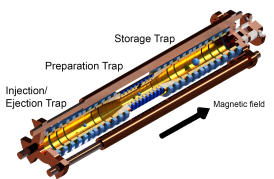 Storage Trap
Preparation Trap
Injection/
Ejection Trap
Magnetic field